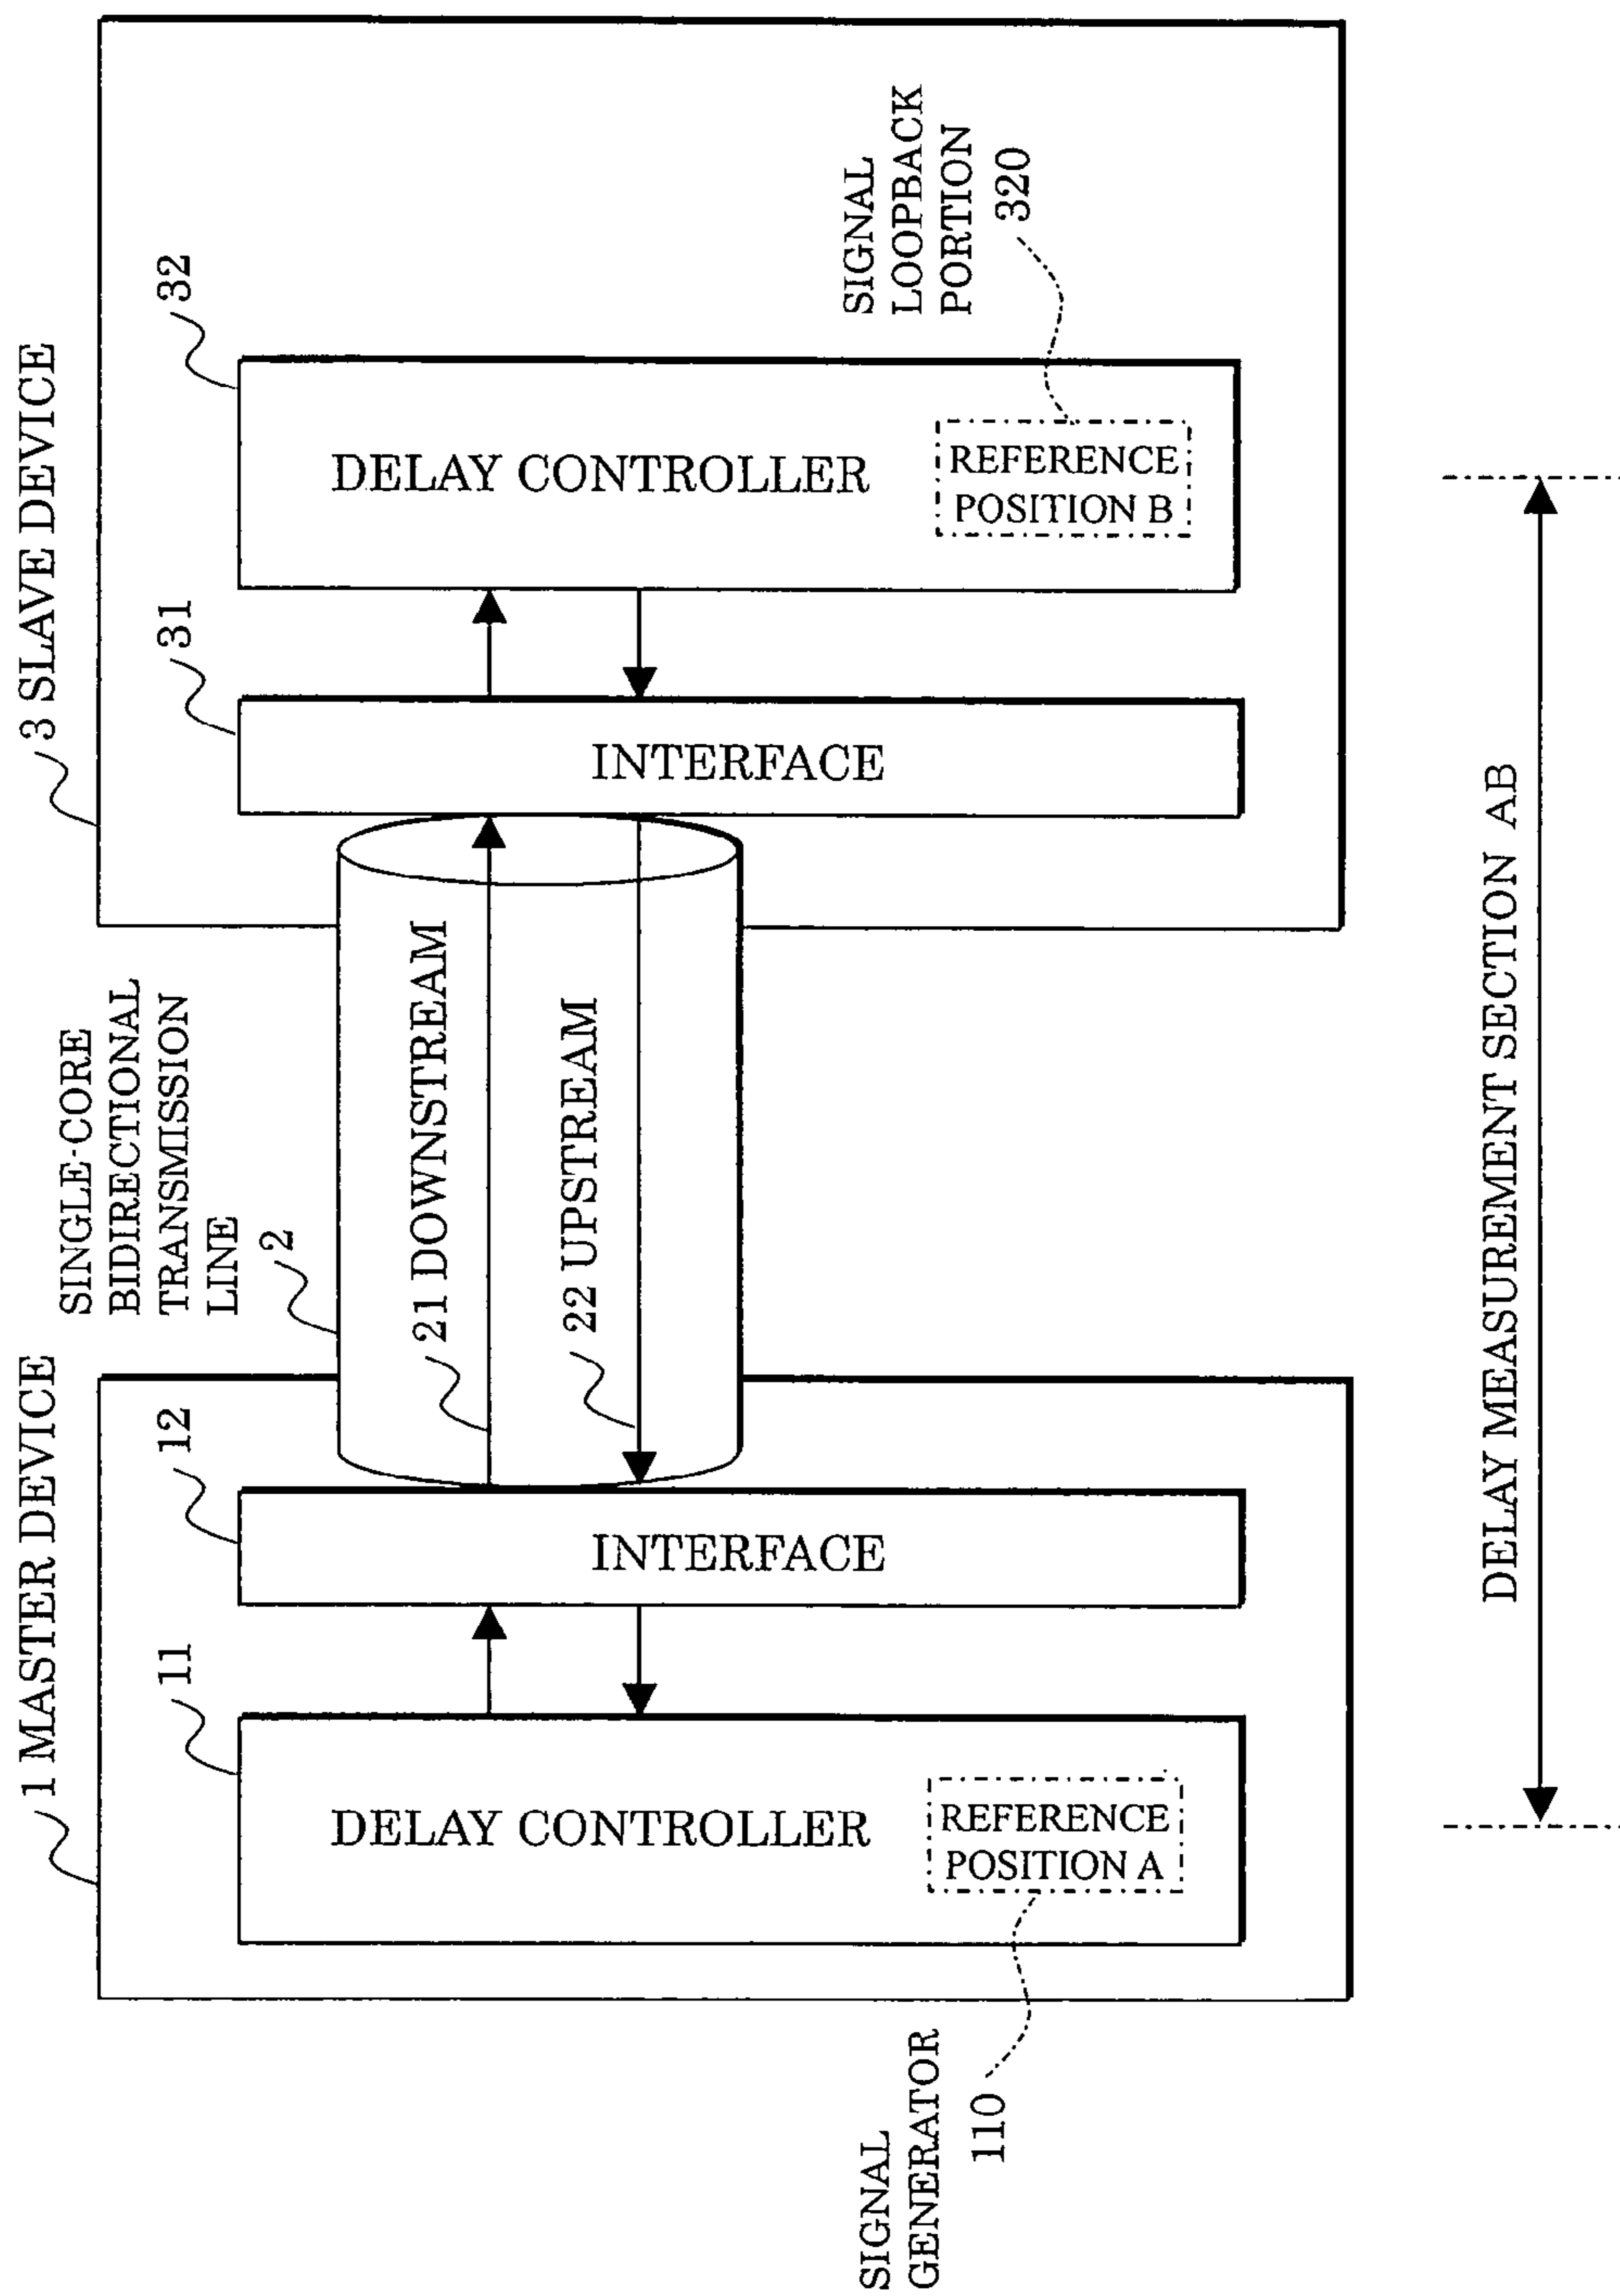 1 MASTER DEVICE
11
12
DELAY CONTROLLER
REFERENCE
POSITION A
SIGNAL
GENERATOR
110
INTERFACE
SINGLE-CORE
BIDIRECTIONAL
TRANSMISSION
LINE
2
21 DOWNSTREAM
22 UPSTREAM
3 SLAVE DEVICE
31
32
INTERFACE
DELAY CONTROLLER
REFERENCE
POSITION B
SIGNAL
LOOPBACK
PORTION
320
DELAY MEASUREMENT SECTION AB